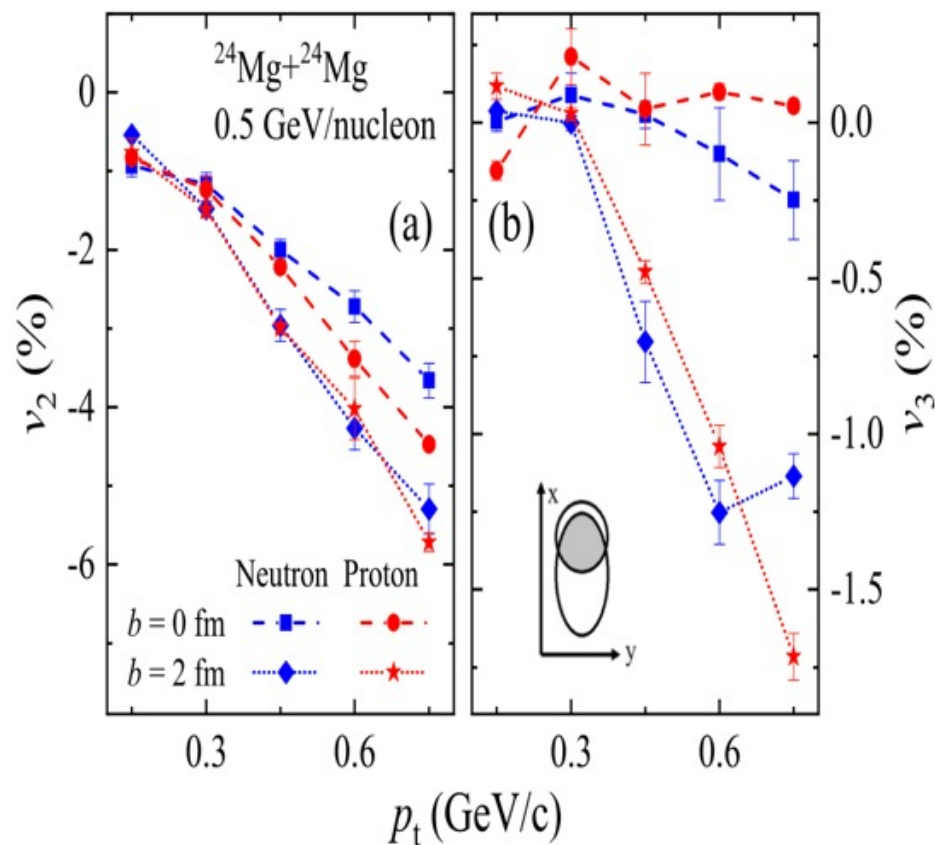 ²⁴Mg+²⁴Mg
0.5 GeV/nucleon
(a)
0
-2
-4
-6
v₂ (%)
Neutron Proton
b = 0 fm
b = 2 fm
0.3 0.6
(b)
x
y
0.0
-0.5
-1.0
-1.5
v₃ (%)
0.3 0.6
pₜ (GeV/c)